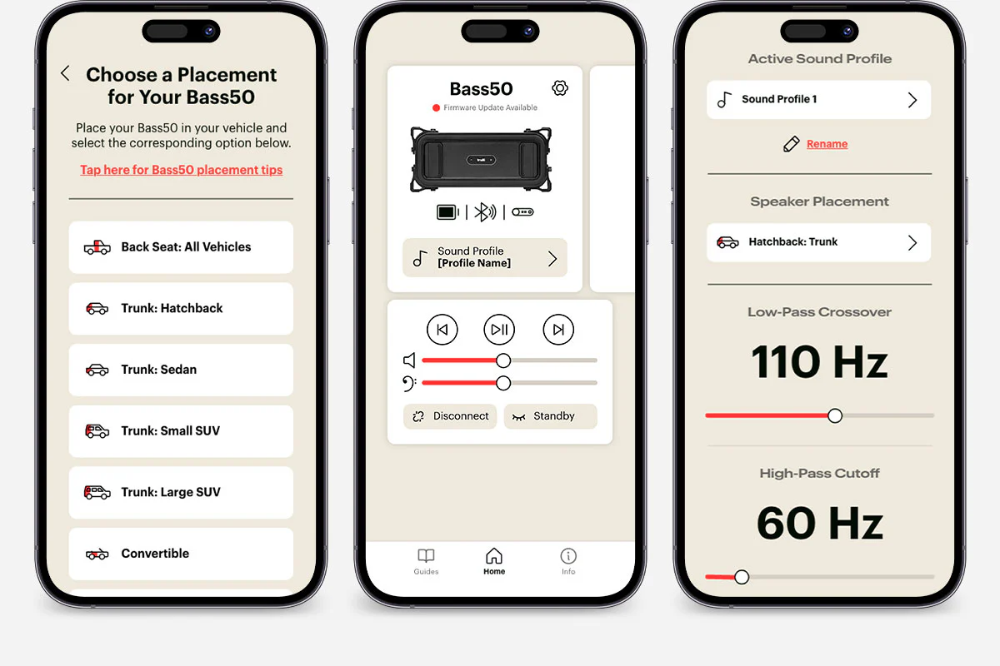 Choose a Placement
for Your Bass50
Place your Bass50 in your vehicle and
select the corresponding option below.
Tap here for Bass50 placement tips
Back Seat: All Vehicles
Trunk: Hatchback
Trunk: Sedan
Trunk: Small SUV
Trunk: Large SUV
Convertible
Bass50
Firmware Update Available
Sound Profile
[Profile Name]
Disconnect
Standby
Guides
Home
Info
Active Sound Profile
Sound Profile 1
Rename
Speaker Placement
Hatchback: Trunk
Low-Pass Crossover
110 Hz
High-Pass Cutoff
60 Hz